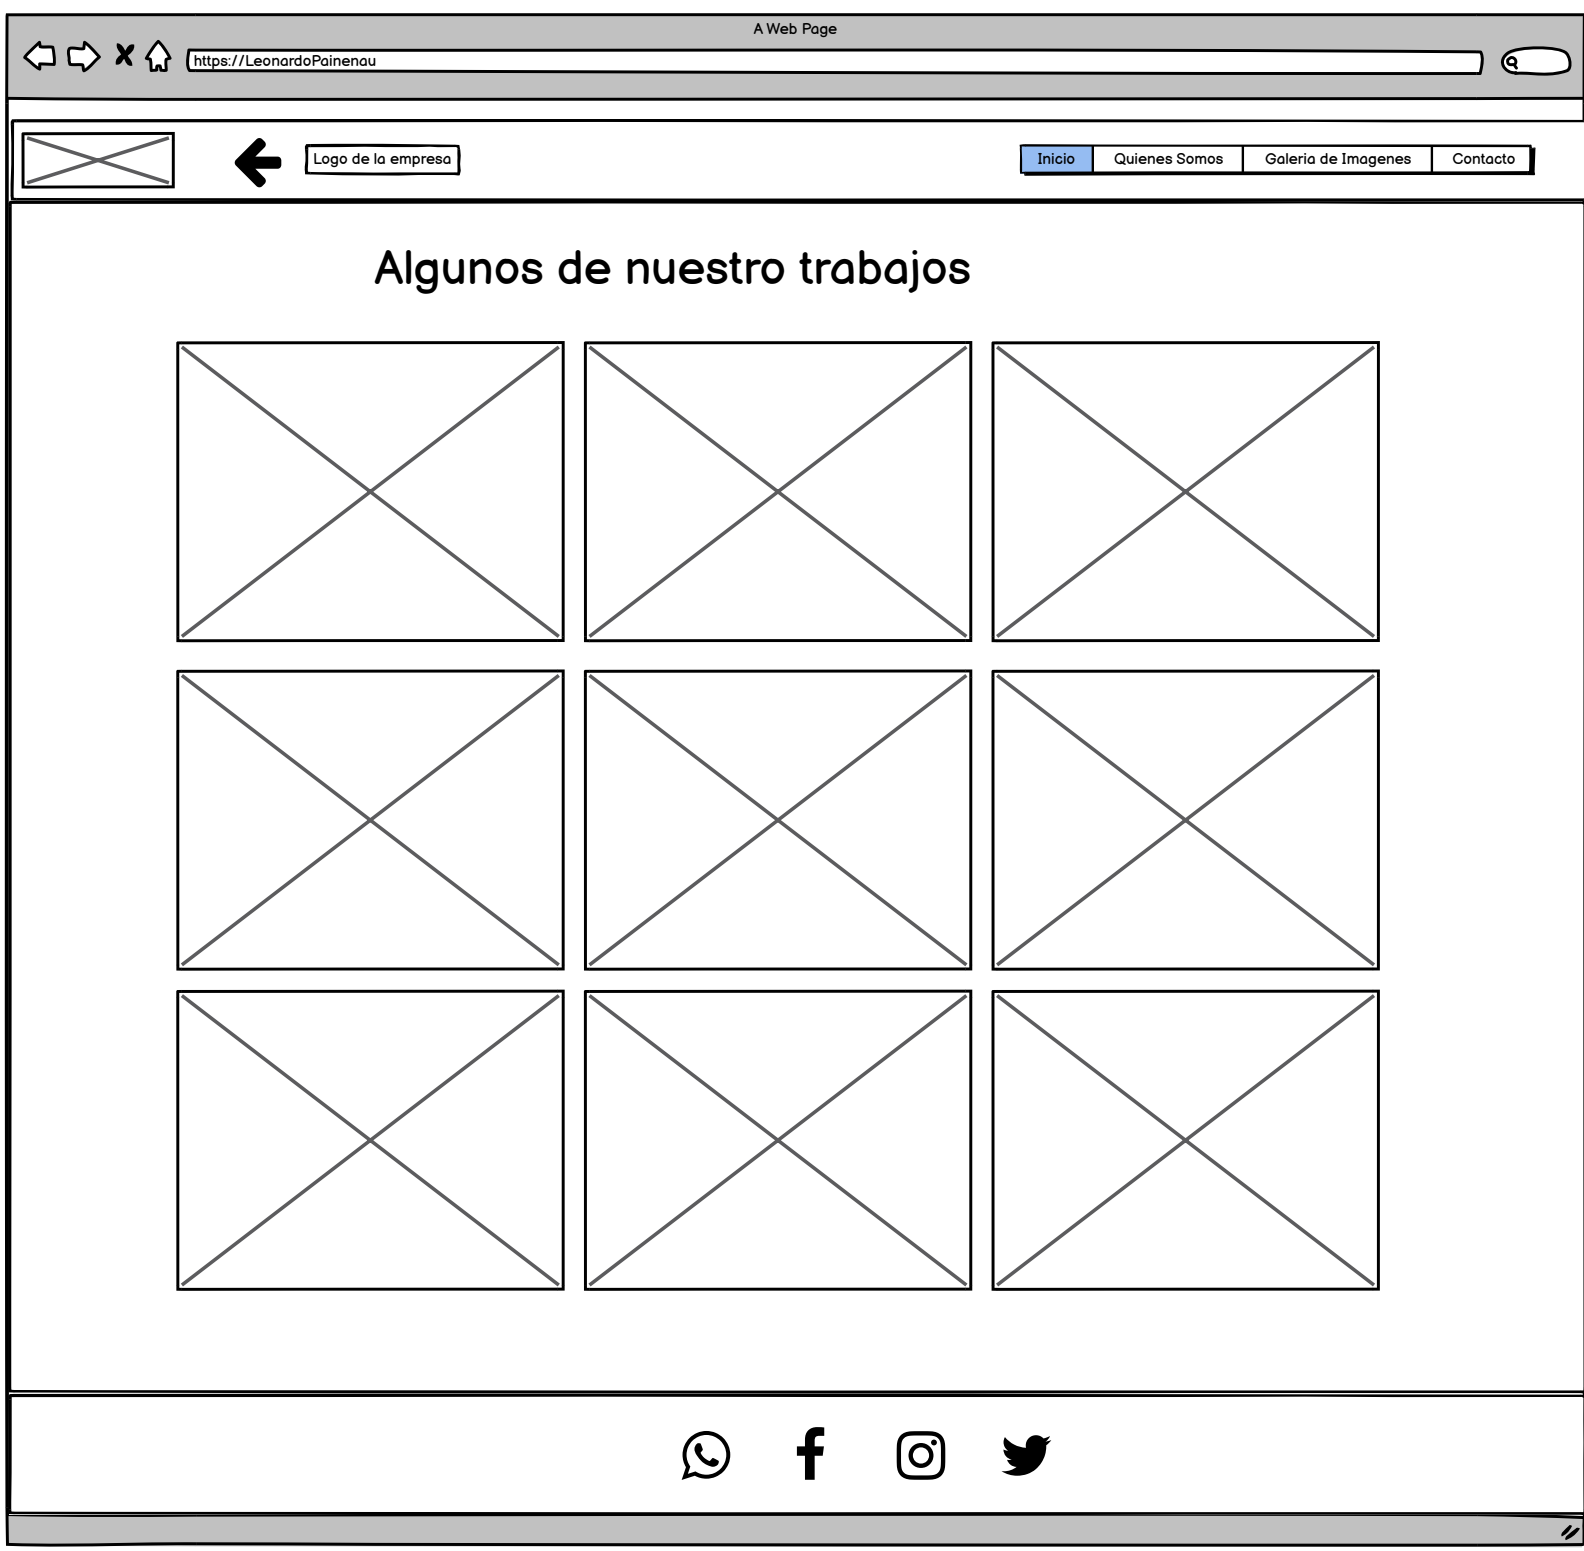 A Web Page
https://LeonardoPainenau
Logo de la empresa
Inicio Quienes Somos Galeria de Imagenes Contacto
Algunos de nuestro trabajos